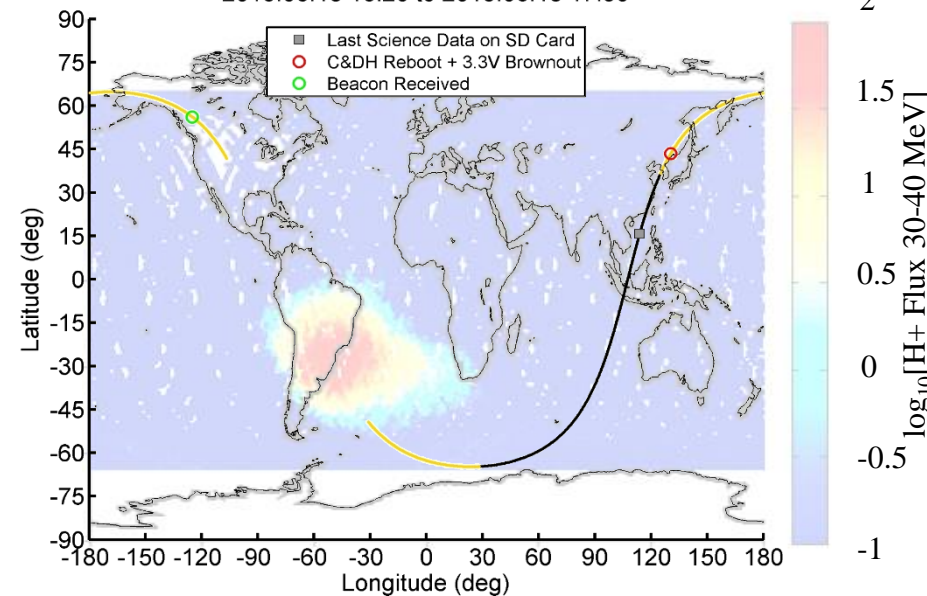 2
90
75
60
45
30
15
0
-15
-30
-45
-60
-75
-90
Latitude (deg)
Last Science Data on SD Card
C&DH Reboot + 3.3V Brownout
Beacon Received
-180 -150 -120 -90 -60 -30 0 30 60 90 120 150 180
Longitude (deg)
1.5
1
0.5
0
-0.5
-1
log10[H+ Flux 30-40 MeV]